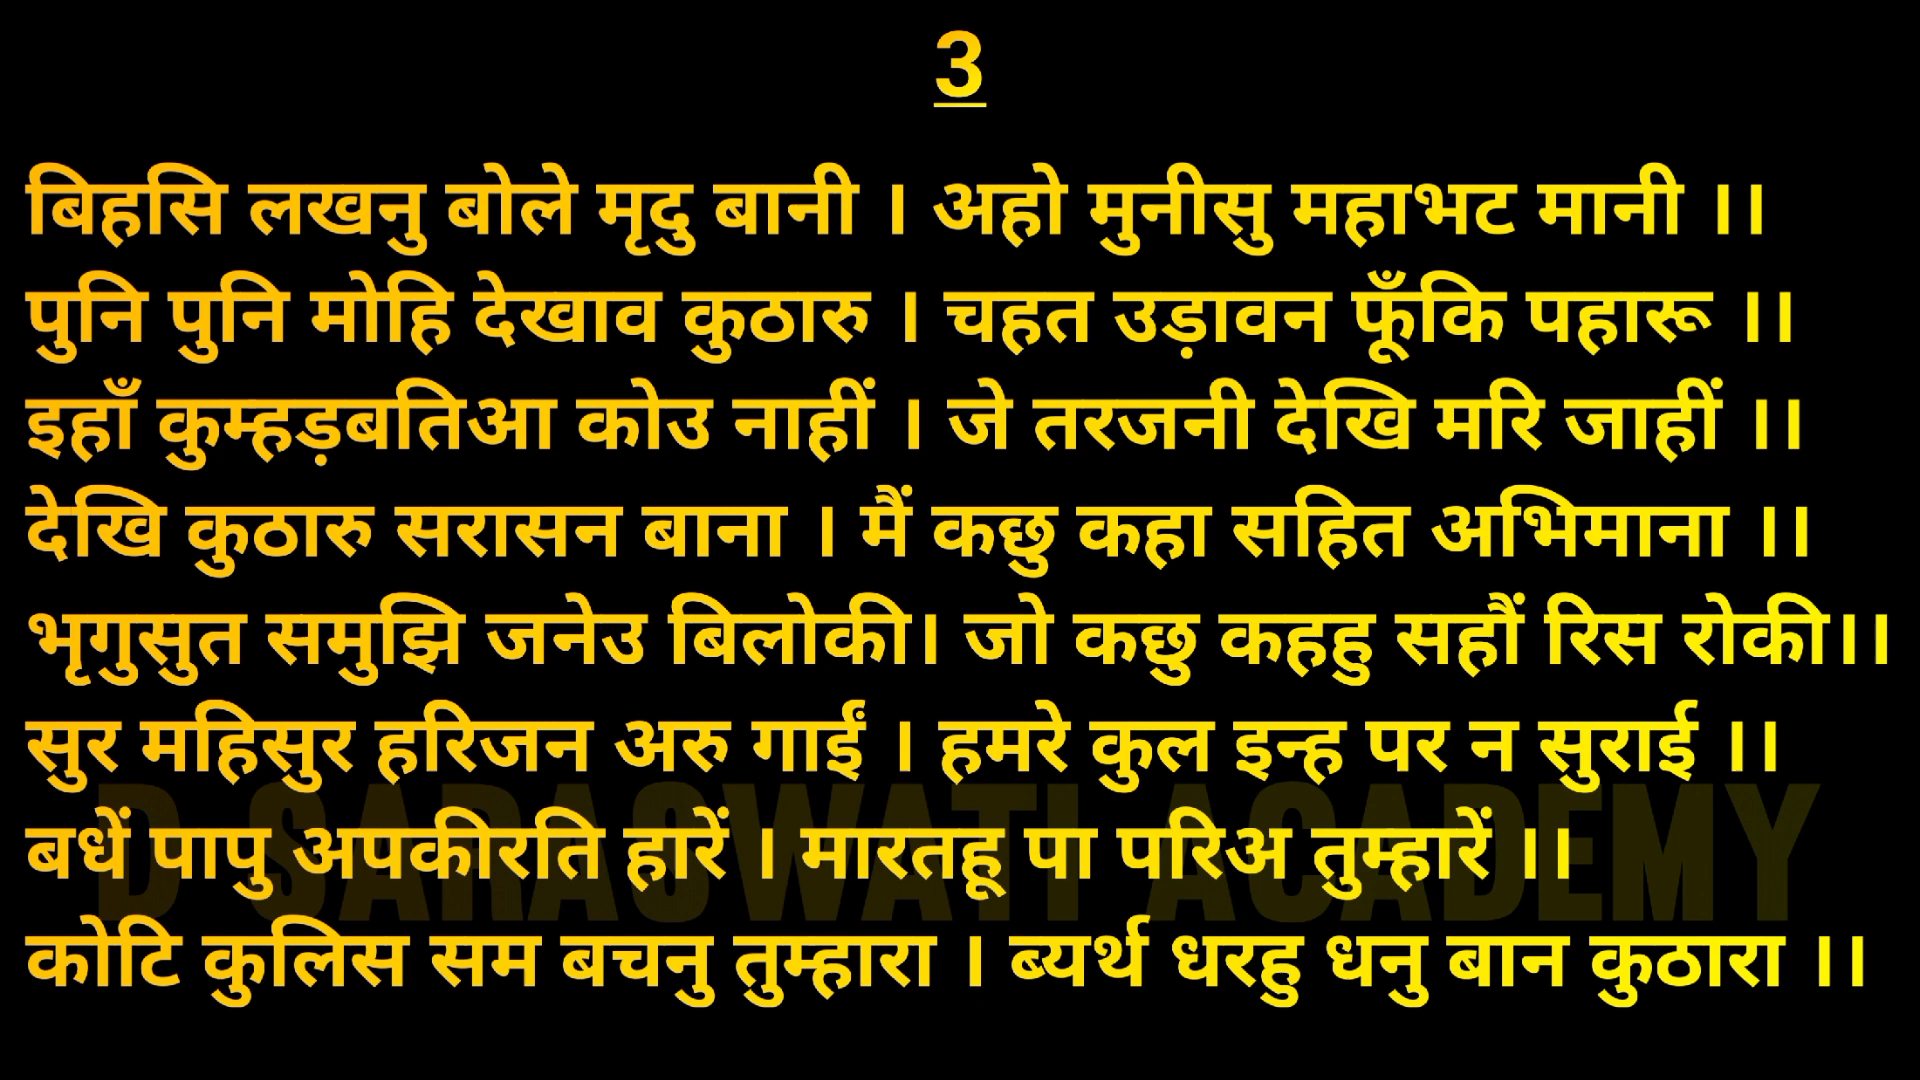 3
बिहसि लखनु बोले मृदु बानी । अहो मुनीसु महाभट मानी ।।
पुनि पुनि मोहि देखाव कुठारु । चहत उड़ावन फूँकि पहारू ।।
इहाँ कुम्हड़बतिआ कोउ नाहीं । जे तरजनी देखि मरि जाहीं ।।
देखि कुठारु सरासन बाना । मैं कछु कहा सहित अभिमाना ।।
भृगुसुत समुझि जनेउ बिलोकी। जो कछु कहहु सहौं रिस रोकी।।
सुर महिसुर हरिजन अरु गाईं । हमरे कुल इन्ह पर न सुराई ।।
बधें पापु अपकीरति हारें । मारतहू पा परिअ तुम्हारें ।।
कोटि कुलिस सम बचनु तुम्हारा । ब्यर्थ धरहु धनु बान कुठारा ।।
D SARASWATI ACADEMY